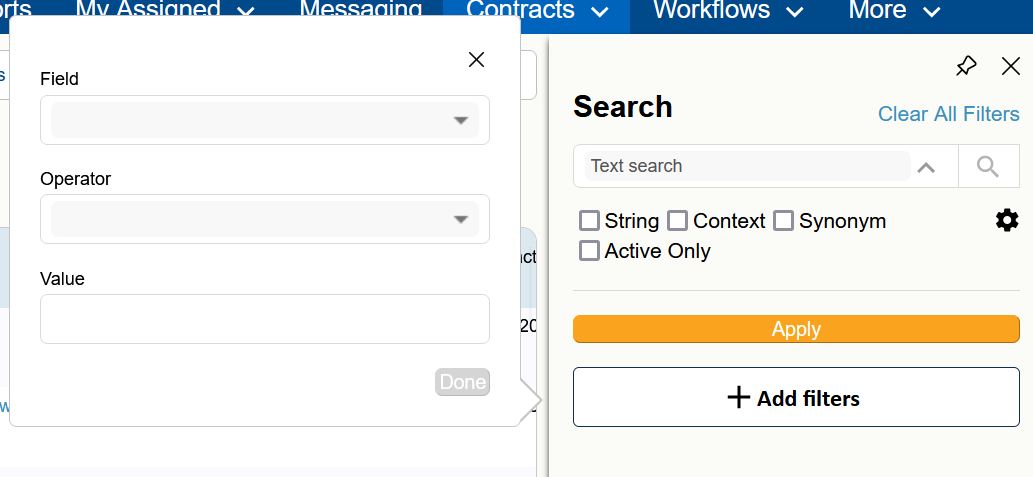 My Assigned
Messaging
Contracts
Workflows
More
Field
Operator
Value
Done
Search
Clear All Filters
Text search
String
Context
Synonym
Active Only
Apply
Add filters
20